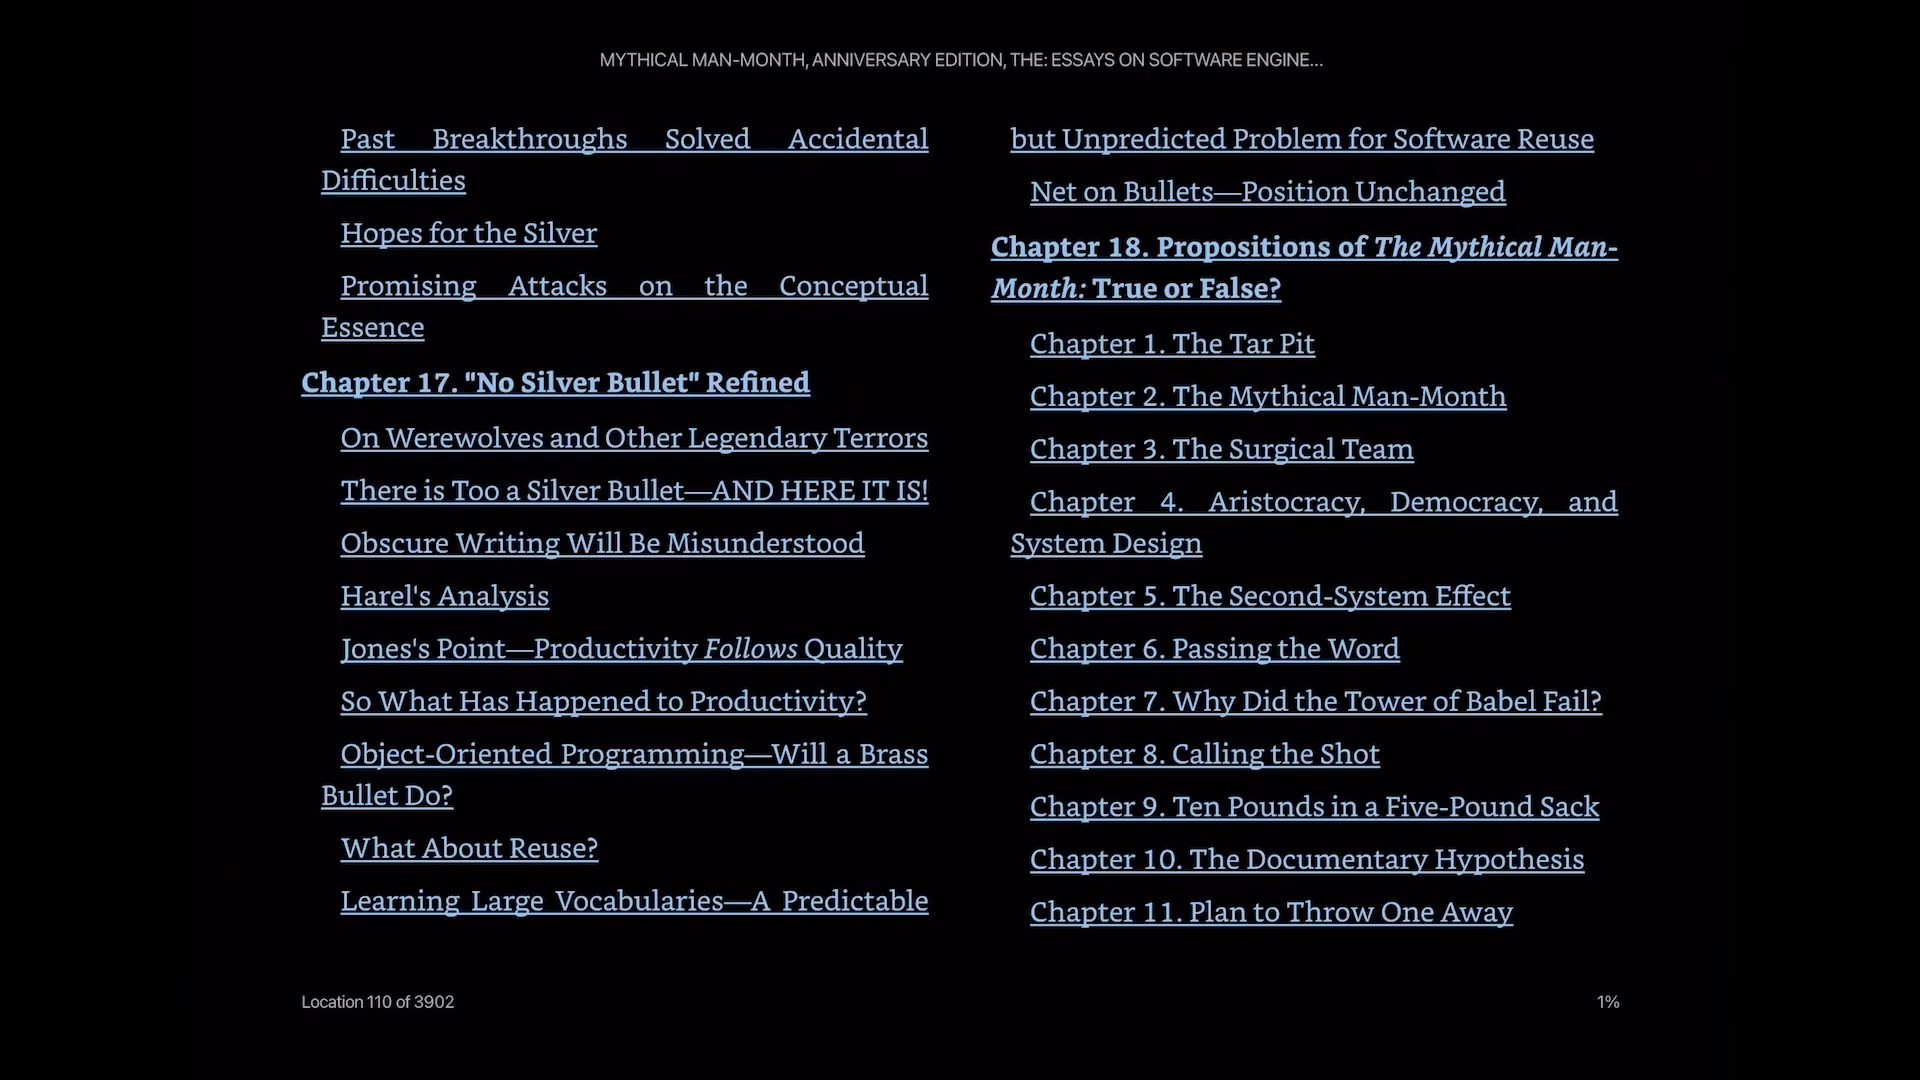 MYTHICAL MAN-MONTH, ANNIVERSARY EDITION, THE: ESSAYS ON SOFTWARE ENGINE...
Past Breakthroughs Solved Accidental
Difficulties
Hopes for the Silver
Promising Attacks on the Conceptual
Essence
Chapter 17. "No Silver Bullet" Refined
On Werewolves and Other Legendary Terrors
There is Too a Silver Bullet—AND HERE IT IS!
Obscure Writing Will Be Misunderstood
Harel's Analysis
Jones's Point—Productivity Follows Quality
So What Has Happened to Productivity?
Object-Oriented Programming—Will a Brass
Bullet Do?
What About Reuse?
Learning Large Vocabularies—A Predictable
but Unpredicted Problem for Software Reuse
Net on Bullets—Position Unchanged
Chapter 18. Propositions of The Mythical Man-
Month: True or False?
Chapter 1. The Tar Pit
Chapter 2. The Mythical Man-Month
Chapter 3. The Surgical Team
Chapter 4. Aristocracy, Democracy, and
System Design
Chapter 5. The Second-System Effect
Chapter 6. Passing the Word
Chapter 7. Why Did the Tower of Babel Fail?
Chapter 8. Calling the Shot
Chapter 9. Ten Pounds in a Five-Pound Sack
Chapter 10. The Documentary Hypothesis
Chapter 11. Plan to Throw One Away
Location 110 of 3902
1%